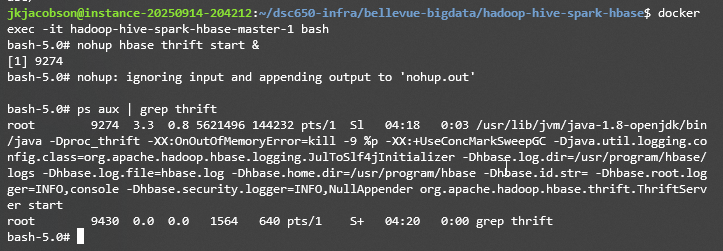 jkjacobson@instance-20250914-204212:~/dsc650-infra/bellevue-bigdata/hadoop-hive-spark-hbase$ docker
exec -it hadoop-hive-spark-hbase-master-1 bash
bash-5.0# nohup hbase thrift start &
[1] 9274
bash-5.0# nohup: ignoring input and appending output to 'nohup.out'
bash-5.0# ps aux | grep thrift
root      9274  3.3  0.8 5621496 144232 pts/1  Sl   04:18   0:03 /usr/lib/jvm/java-1.8-openjdk/bin
/java -Dproc_thrift -XX:OnOutOfMemoryError=kill -9 %p -XX:+UseConcMarkSweepGC -Djava.util.logging.co
nfig.class=org.apache.hadoop.hbase.logging.JulToSlf4jInitializer -Dhbase.log.dir=/usr/program/hbase/
logs -Dhbase.log.file=hbase.log -Dhbase.home.dir=/usr/program/hbase -Dhbase.id.str= -Dhbase.root.log
ger=INFO,console -Dhbase.security.logger=INFO,NullAppender org.apache.hadoop.hbase.thrift.ThriftServ
er start
root      9430  0.0  0.0   1564   640 pts/1    S+   04:20   0:00 grep thrift
bash-5.0#